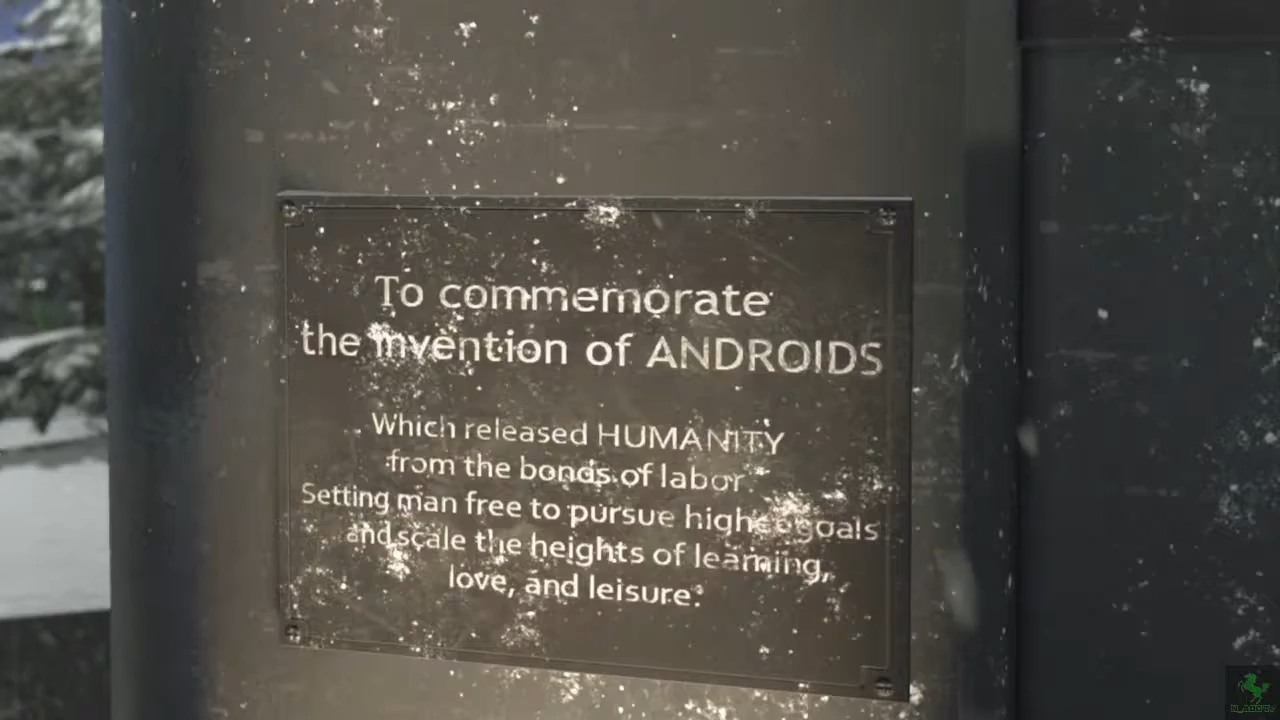 To commemorate
the invention of ANDROIDS
Which released HUMANITY
from the bonds of labor
Setting man free to pursue higher goals
and scale the heights of learning,
love, and leisure.